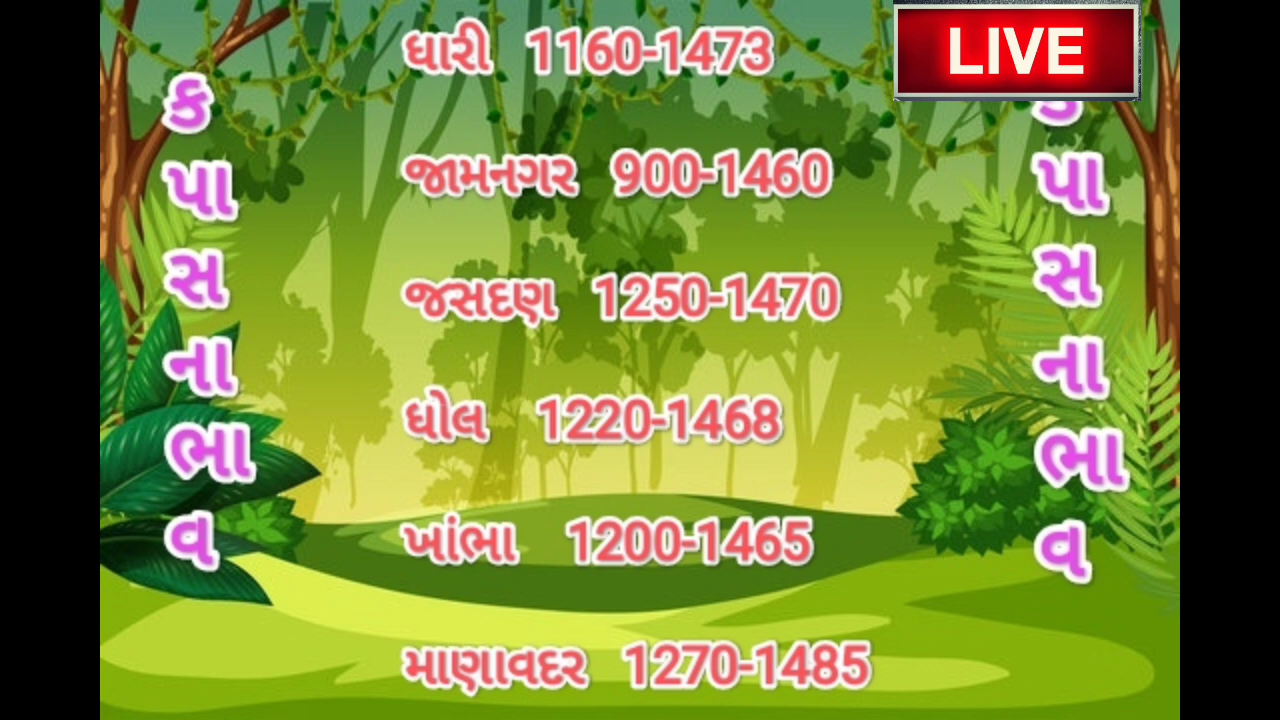 ધારી 1160-1473
LIVE
જામનગર 900-1460
જસદણ 1250-1470
ધોલ 1220-1468
ખાંભા 1200-1465
માણાવદર 1270-1485
ક
પા
સ
ના
ભા
વ
ક
પા
સ
ના
ભા
વ